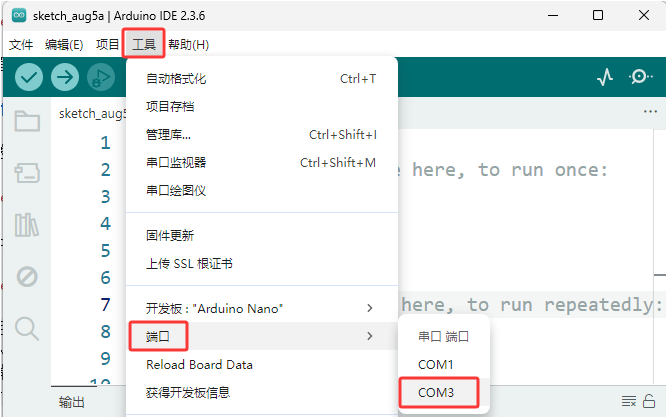 sketch_aug5a | Arduino IDE 2.3.6
文件 编辑(E) 项目 工具 帮助(H)
sketch_aug5
自动格式化 Ctrl+T
项目存档
管理库... Ctrl+Shift+I
串口监视器 Ctrl+Shift+M
串口绘图仪
固件更新
上传 SSL 根证书
开发板 : "Arduino Nano"
端口
Reload Board Data
获得开发板信息
串口 端口
COM1
COM3
1
2 e here, to run once:
3
4
5
6
7 here, to run repeatedly:
8
9
10
输出